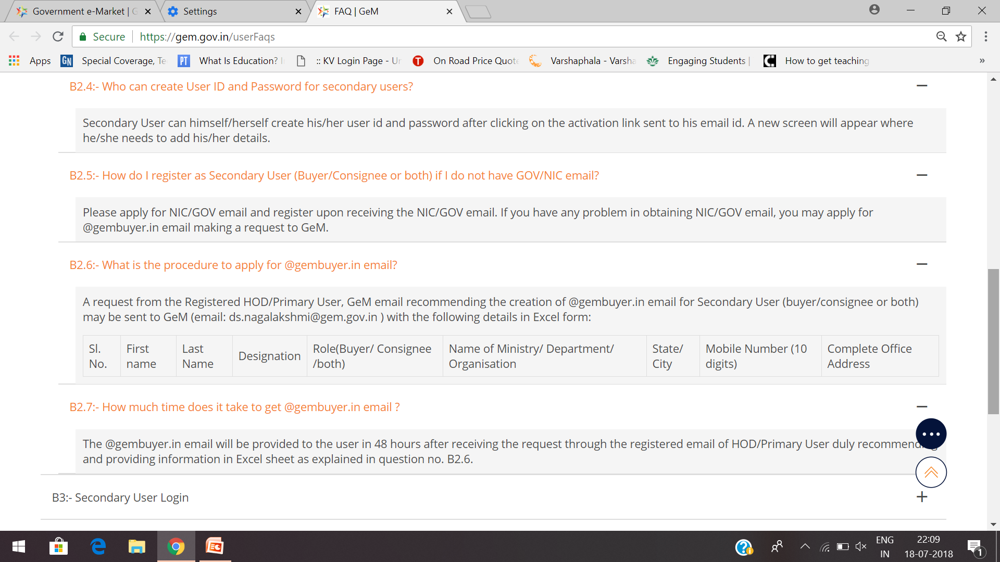 Government e-Market | G
Settings
FAQ | GeM
Secure
https://gem.gov.in/userFaqs
Apps
GN
Special Coverage, Te
PT
What Is Education? I
:: KV Login Page - Un
T
On Road Price Quote
Varshaphala - Varsha
Engaging Students |
How to get teaching
»
B2.4:- Who can create User ID and Password for secondary users?
Secondary User can himself/herself create his/her user id and password after clicking on the activation link sent to his email id. A new screen will appear where
he/she needs to add his/her details.
B2.5:- How do I register as Secondary User (Buyer/Consignee or both) if I do not have GOV/NIC email?
Please apply for NIC/GOV email and register upon receiving the NIC/GOV email. If you have any problem in obtaining NIC/GOV email, you may apply for
@gembuyer.in email making a request to GeM.
B2.6:- What is the procedure to apply for @gembuyer.in email?
A request from the Registered HOD/Primary User, GeM email recommending the creation of @gembuyer.in email for Secondary User (buyer/consignee or both)
may be sent to GeM (email: ds.nagalakshmi@gem.gov.in ) with the following details in Excel form:
Sl.
No.
First
name
Last
Name
Designation
Role(Buyer/ Consignee
/both)
Name of Ministry/ Department/
Organisation
State/
City
Mobile Number (10
digits)
Complete Office
Address
B2.7:- How much time does it take to get @gembuyer.in email ?
The @gembuyer.in email will be provided to the user in 48 hours after receiving the request through the registered email of HOD/Primary User duly recommend
and providing information in Excel sheet as explained in question no. B2.6.
B3:- Secondary User Login
ENG
IN
22:09
18-07-2018
1